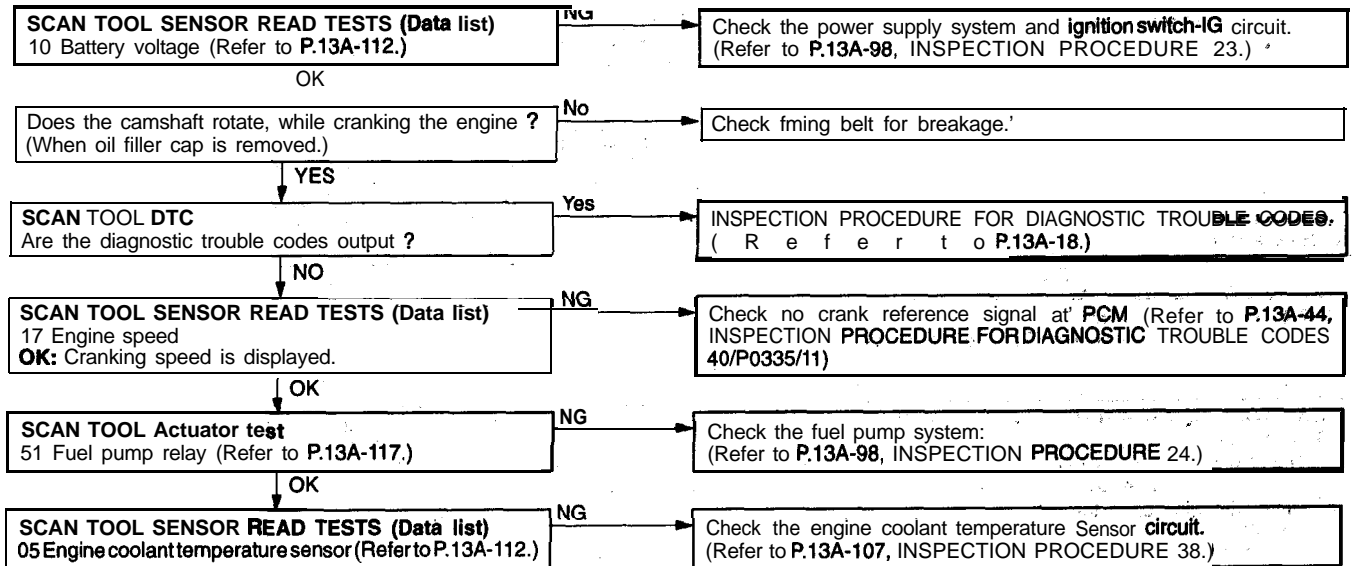 SCAN TOOL SENSOR READ TESTS (Data list)
10 Battery voltage (Refer to P.13A-112.)
NG
Check the power supply system and ignition switch-IG circuit.
(Refer to P.13A-98, INSPECTION PROCEDURE 23.)
OK
Does the camshaft rotate, while cranking the engine ?
(When oil filler cap is removed.)
No
Check fming belt for breakage.'
YES
SCAN TOOL DTC
Are the diagnostic trouble codes output ?
Yes
INSPECTION PROCEDURE FOR DIAGNOSTIC TROUBLE CODES.
( R e f e r t o P.13A-18.)
NO
SCAN TOOL SENSOR READ TESTS (Data list)
17 Engine speed
OK: Cranking speed is displayed.
NG
Check no crank reference signal at' PCM (Refer to P.13A-44,
INSPECTION PROCEDURE FOR DIAGNOSTIC TROUBLE CODES
40/P0335/11)
OK
SCAN TOOL Actuator test
51 Fuel pump relay (Refer to P.13A-117.)
NG
Check the fuel pump system:
(Refer to P.13A-98, INSPECTION PROCEDURE 24.)
OK
SCAN TOOL SENSOR READ TESTS (Data list)
05 Engine coolant temperature sensor (Refer to P.13A-112.)
NG
Check the engine coolant temperature Sensor circuit.
(Refer to P.13A-107, INSPECTION PROCEDURE 38.)